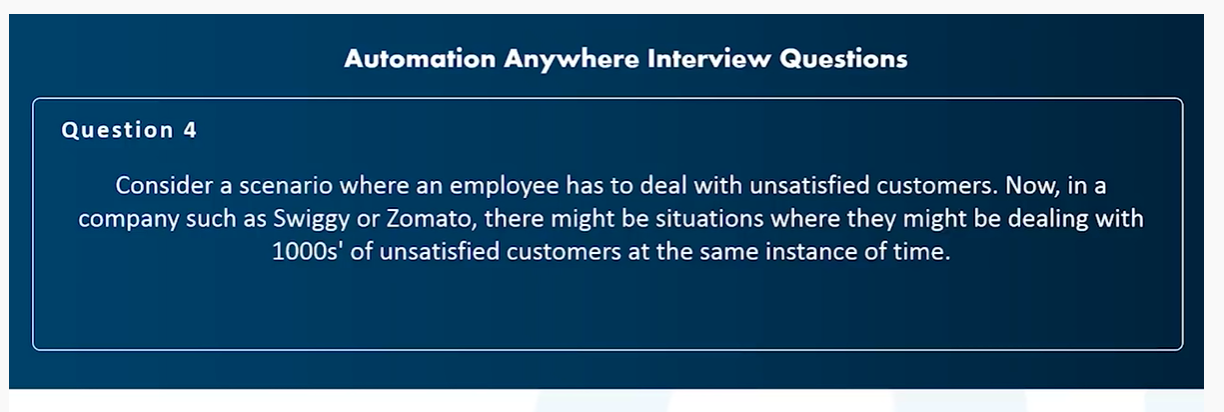 Automation Anywhere Interview Questions
Question 4
Consider a scenario where an employee has to deal with unsatisfied customers. Now, in a
company such as Swiggy or Zomato, there might be situations where they might be dealing with
1000s' of unsatisfied customers at the same instance of time.